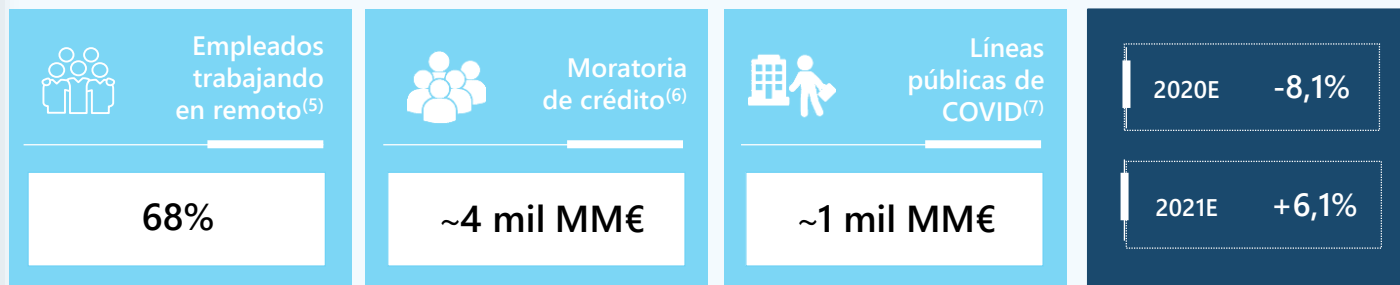 Empleados
trabajando
en remoto(5)
68%
Moratoria
de crédito(6)
~4 mil MM€
Líneas
públicas de
COVID(7)
~1 mil MM€
2020E -8,1%
2021E +6,1%